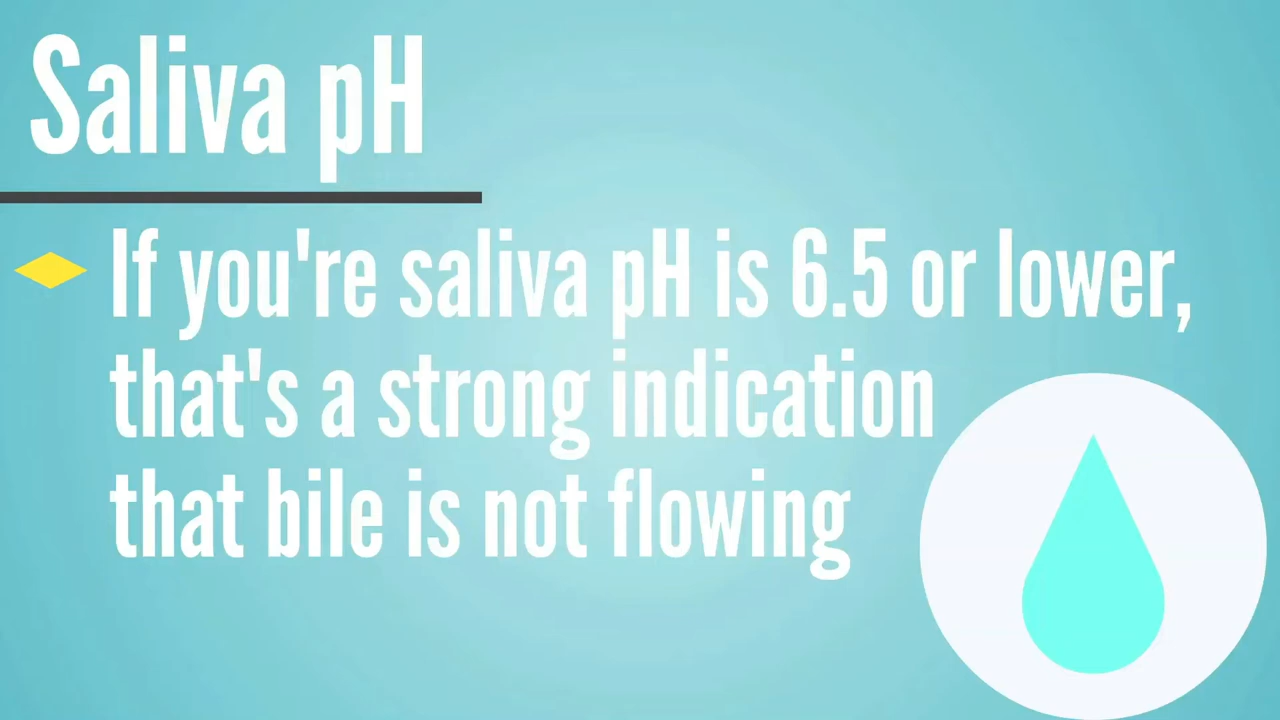 Saliva pH
If you're saliva pH is 6.5 or lower,
that's a strong indication
that bile is not flowing